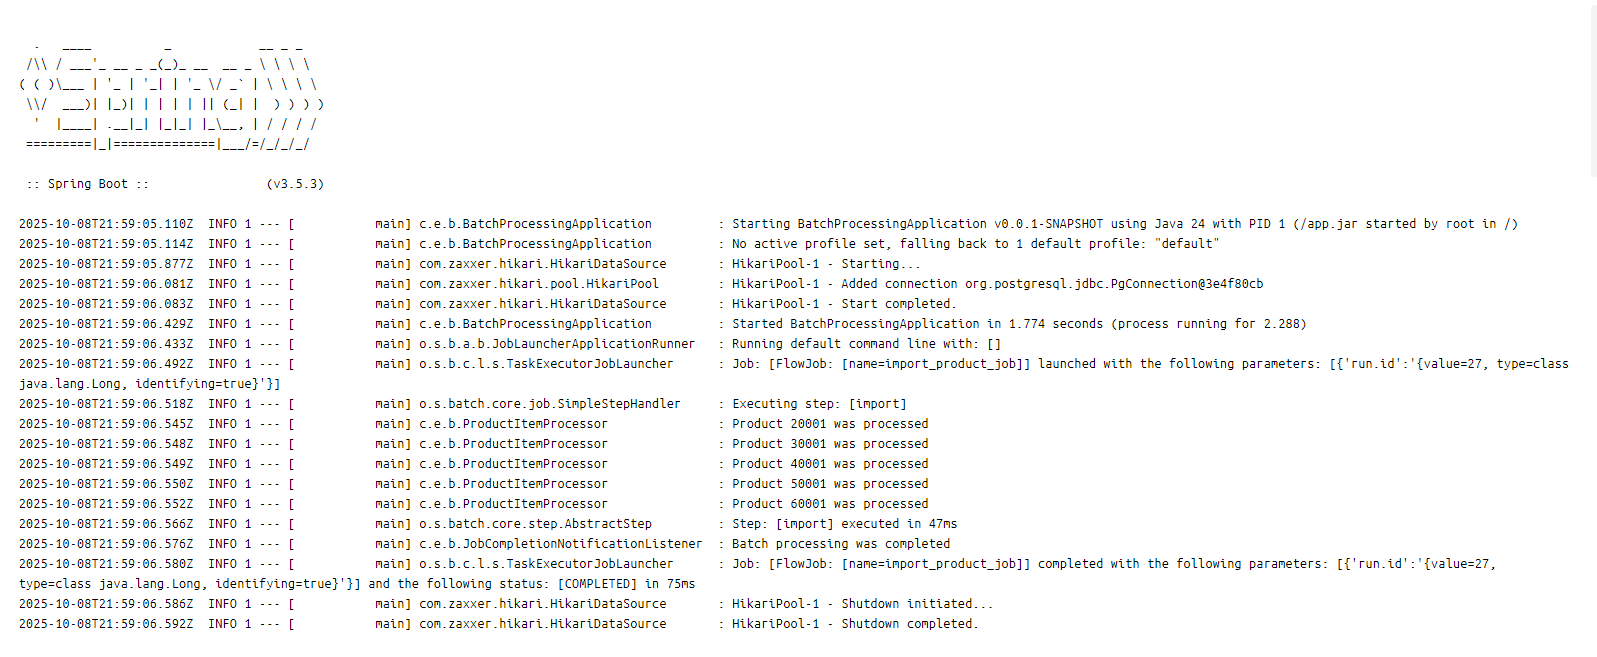 .   ____          _            __ _ _
 /\\ / ___'_ __ _ _(_)_ __  __ _ \ \ \ \
( ( )\___ | '_ | '_| | '_ \/ _` | \ \ \ \
 \\/  ___)| |_)| | | | | || (_| |  ) ) ) )
  '  |____| .__|_| |_|_| |_\__, | / / / /
 =========|_|==============|___/=/_/_/_/

 :: Spring Boot ::                (v3.5.3)

2025-10-08T21:59:05.110Z  INFO 1 --- [           main] c.e.b.BatchProcessingApplication         : Starting BatchProcessingApplication v0.0.1-SNAPSHOT using Java 24 with PID 1 (/app.jar started by root in /)
2025-10-08T21:59:05.114Z  INFO 1 --- [           main] c.e.b.BatchProcessingApplication         : No active profile set, falling back to 1 default profile: "default"
2025-10-08T21:59:05.877Z  INFO 1 --- [           main] com.zaxxer.hikari.HikariDataSource       : HikariPool-1 - Starting...
2025-10-08T21:59:06.081Z  INFO 1 --- [           main] com.zaxxer.hikari.pool.HikariPool        : HikariPool-1 - Added connection org.postgresql.jdbc.PgConnection@3e4f80cb
2025-10-08T21:59:06.083Z  INFO 1 --- [           main] com.zaxxer.hikari.HikariDataSource       : HikariPool-1 - Start completed.
2025-10-08T21:59:06.429Z  INFO 1 --- [           main] c.e.b.BatchProcessingApplication         : Started BatchProcessingApplication in 1.774 seconds (process running for 2.288)
2025-10-08T21:59:06.433Z  INFO 1 --- [           main] o.s.b.a.b.JobLauncherApplicationRunner   : Running default command line with: []
2025-10-08T21:59:06.492Z  INFO 1 --- [           main] o.s.b.c.l.s.TaskExecutorJobLauncher      : Job: [FlowJob: [name=import_product_job]] launched with the following parameters: [{'run.id':'{value=27, type=class
java.lang.Long, identifying=true}'}]
2025-10-08T21:59:06.518Z  INFO 1 --- [           main] o.s.batch.core.job.SimpleStepHandler     : Executing step: [import]
2025-10-08T21:59:06.545Z  INFO 1 --- [           main] c.e.b.ProductItemProcessor               : Product 20001 was processed
2025-10-08T21:59:06.548Z  INFO 1 --- [           main] c.e.b.ProductItemProcessor               : Product 30001 was processed
2025-10-08T21:59:06.549Z  INFO 1 --- [           main] c.e.b.ProductItemProcessor               : Product 40001 was processed
2025-10-08T21:59:06.550Z  INFO 1 --- [           main] c.e.b.ProductItemProcessor               : Product 50001 was processed
2025-10-08T21:59:06.552Z  INFO 1 --- [           main] c.e.b.ProductItemProcessor               : Product 60001 was processed
2025-10-08T21:59:06.566Z  INFO 1 --- [           main] o.s.batch.core.step.AbstractStep         : Step: [import] executed in 47ms
2025-10-08T21:59:06.576Z  INFO 1 --- [           main] c.e.b.JobCompletionNotificationListener  : Batch processing was completed
2025-10-08T21:59:06.580Z  INFO 1 --- [           main] o.s.b.c.l.s.TaskExecutorJobLauncher      : Job: [FlowJob: [name=import_product_job]] completed with the following parameters: [{'run.id':'{value=27,
type=class java.lang.Long, identifying=true}'}] and the following status: [COMPLETED] in 75ms
2025-10-08T21:59:06.586Z  INFO 1 --- [           main] com.zaxxer.hikari.HikariDataSource       : HikariPool-1 - Shutdown initiated...
2025-10-08T21:59:06.592Z  INFO 1 --- [           main] com.zaxxer.hikari.HikariDataSource       : HikariPool-1 - Shutdown completed.